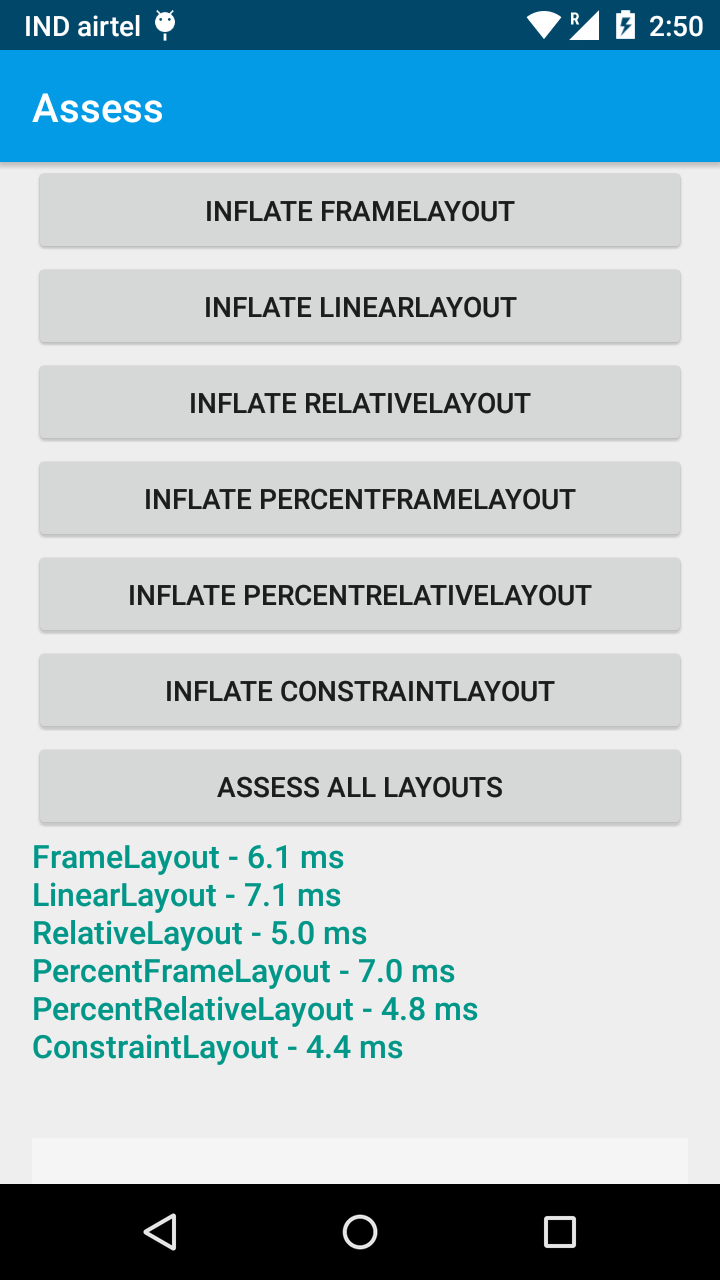 IND airtel R 2:50
Assess
INFLATE FRAMELAYOUT
INFLATE LINEARLAYOUT
INFLATE RELATIVELAYOUT
INFLATE PERCENTFRAMELAYOUT
INFLATE PERCENTRELATIVELAYOUT
INFLATE CONSTRAINTLAYOUT
ASSESS ALL LAYOUTS
FrameLayout - 6.1 ms
LinearLayout - 7.1 ms
RelativeLayout - 5.0 ms
PercentFrameLayout - 7.0 ms
PercentRelativeLayout - 4.8 ms
ConstraintLayout - 4.4 ms